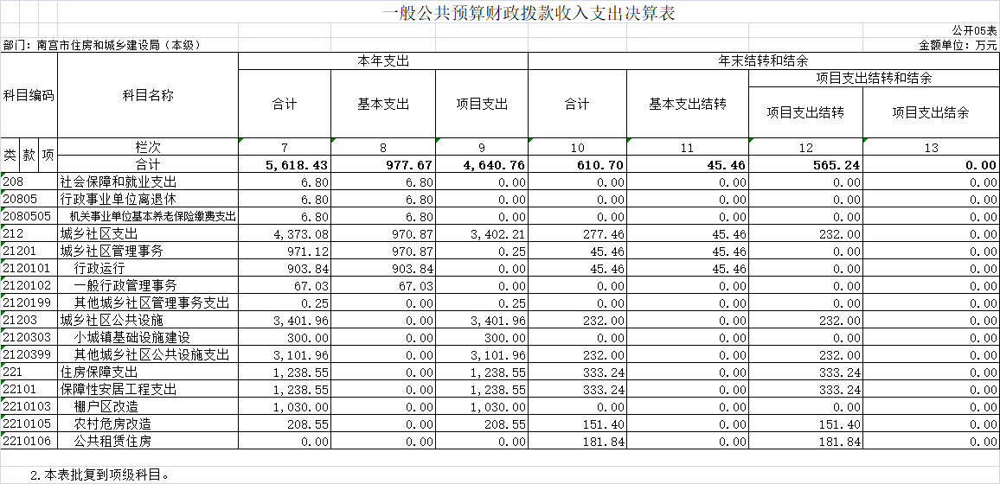 一般公共预算财政拨款收入支出决算表
公开05表
部门：南宫市住房和城乡建设局（本级） 金额单位：万元
科目编码 科目名称 本年支出 年末结转和结余
合计 基本支出 项目支出 合计 基本支出结转 项目支出结转和结余
项目支出结转 项目支出结余
类 款 项 栏次 7 8 9 10 11 12 13
合计 5,618.43 977.67 4,640.76 610.70 45.46 565.24 0.00
208 社会保障和就业支出 6.80 6.80 0.00 0.00 0.00 0.00 0.00
20805 行政事业单位离退休 6.80 6.80 0.00 0.00 0.00 0.00 0.00
2080505 机关事业单位基本养老保险缴费支出 6.80 6.80 0.00 0.00 0.00 0.00 0.00
212 城乡社区支出 4,373.08 970.87 3,402.21 277.46 45.46 232.00 0.00
21201 城乡社区管理事务 971.12 970.87 0.25 45.46 45.46 0.00 0.00
2120101 行政运行 903.84 903.84 0.00 45.46 45.46 0.00 0.00
2120102 一般行政管理事务 67.03 67.03 0.00 0.00 0.00 0.00 0.00
2120199 其他城乡社区管理事务支出 0.25 0.00 0.25 0.00 0.00 0.00 0.00
21203 城乡社区公共设施 3,401.96 0.00 3,401.96 232.00 0.00 232.00 0.00
2120303 小城镇基础设施建设 300.00 0.00 300.00 0.00 0.00 0.00 0.00
2120399 其他城乡社区公共设施支出 3,101.96 0.00 3,101.96 232.00 0.00 232.00 0.00
221 住房保障支出 1,238.55 0.00 1,238.55 333.24 0.00 333.24 0.00
22101 保障性安居工程支出 1,238.55 0.00 1,238.55 333.24 0.00 333.24 0.00
2210103 棚户区改造 1,030.00 0.00 1,030.00 0.00 0.00 0.00 0.00
2210105 农村危房改造 208.55 0.00 208.55 151.40 0.00 151.40 0.00
2210106 公共租赁住房 0.00 0.00 0.00 181.84 0.00 181.84 0.00
2.本表批复到项级科目。